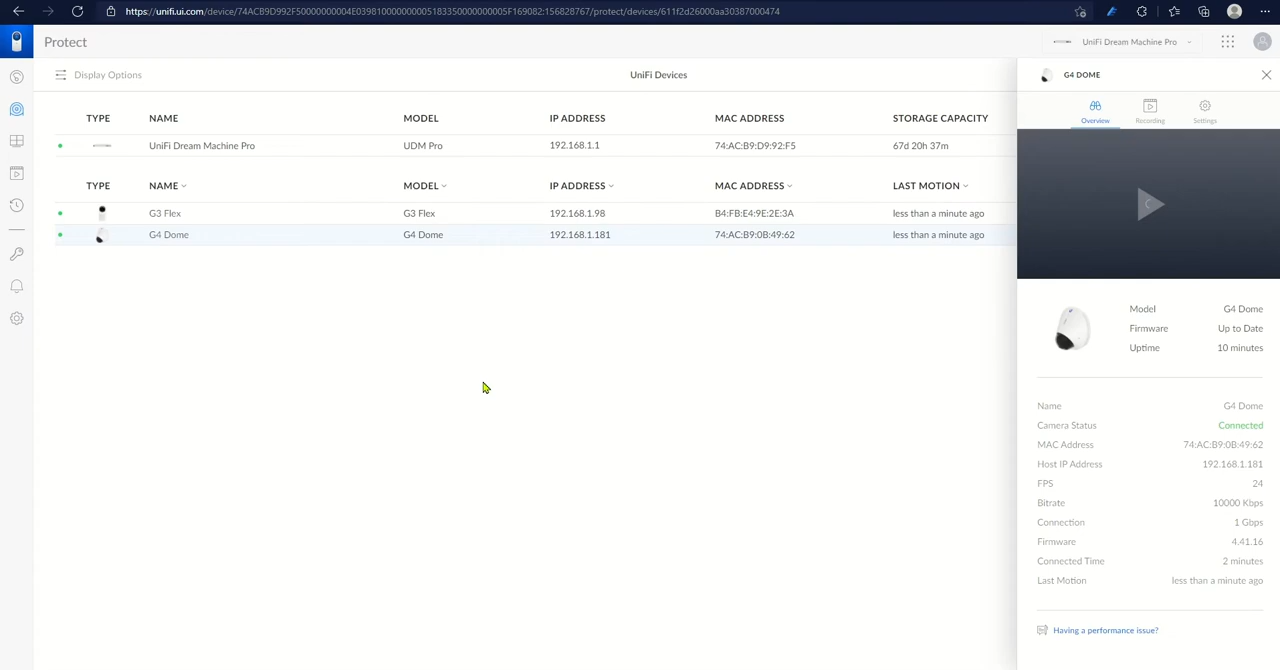 https://unifi.ui.com/device/74ACB9D992F50000000004E039810000000005183350000000005F169082:156828767/protect/devices/611f2d26000aa30387000474
Protect
UniFi Dream Machine Pro
Display Options
UniFi Devices
G4 DOME
Overview
Recording
Settings
TYPE NAME MODEL IP ADDRESS MAC ADDRESS STORAGE CAPACITY
UniFi Dream Machine Pro UDM Pro 192.168.1.1 74:AC:B9:D9:92:F5 67d 20h 37m
TYPE NAME MODEL IP ADDRESS MAC ADDRESS LAST MOTION
G3 Flex G3 Flex 192.168.1.98 B4:FB:E4:9E:2E:3A less than a minute ago
G4 Dome G4 Dome 192.168.1.181 74:AC:B9:0B:49:62 less than a minute ago
Model G4 Dome
Firmware Up to Date
Uptime 10 minutes
Name G4 Dome
Camera Status Connected
MAC Address 74:AC:B9:0B:49:62
Host IP Address 192.168.1.181
FPS 24
Bitrate 10000 Kbps
Connection 1 Gbps
Firmware 4.41.16
Connected Time 2 minutes
Last Motion less than a minute ago
Having a performance issue?